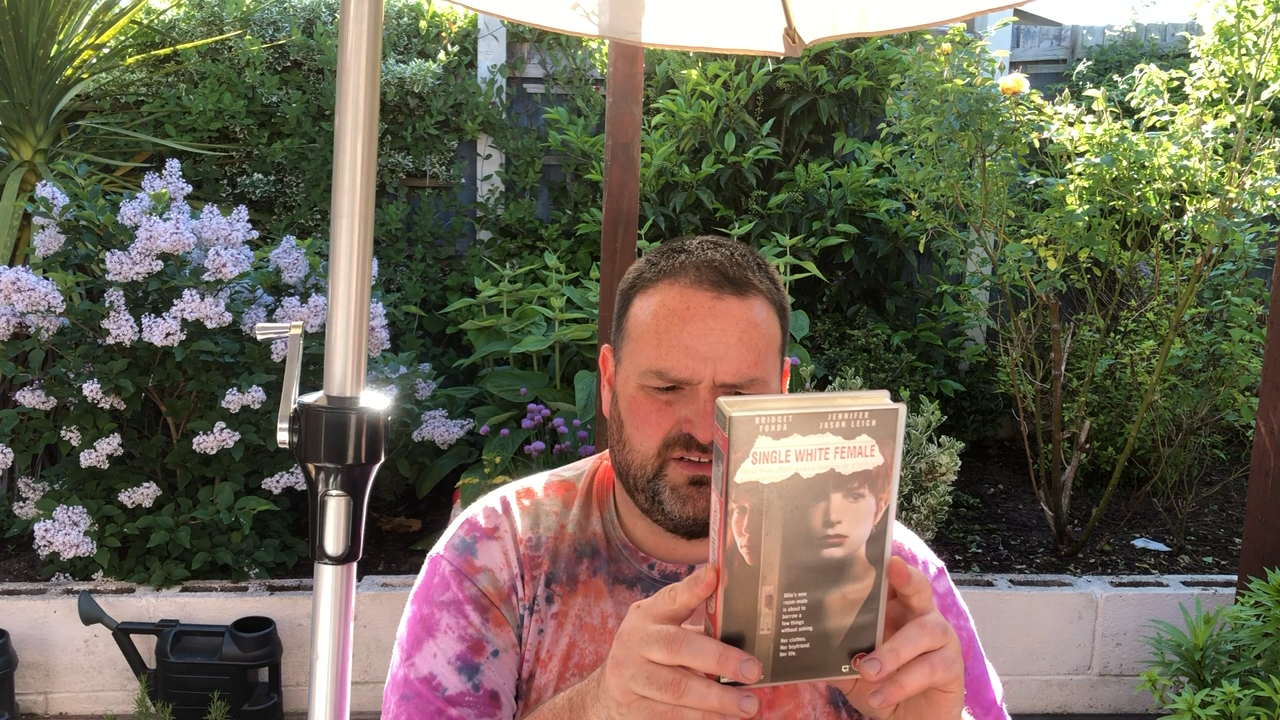 BRIDGET FONDA
JENNIFER JASON LEIGH
SINGLE WHITE FEMALE
Allie's new
room-mate
is about to
borrow a
few things
without asking.
Her clothes.
Her boyfriend.
Her life.